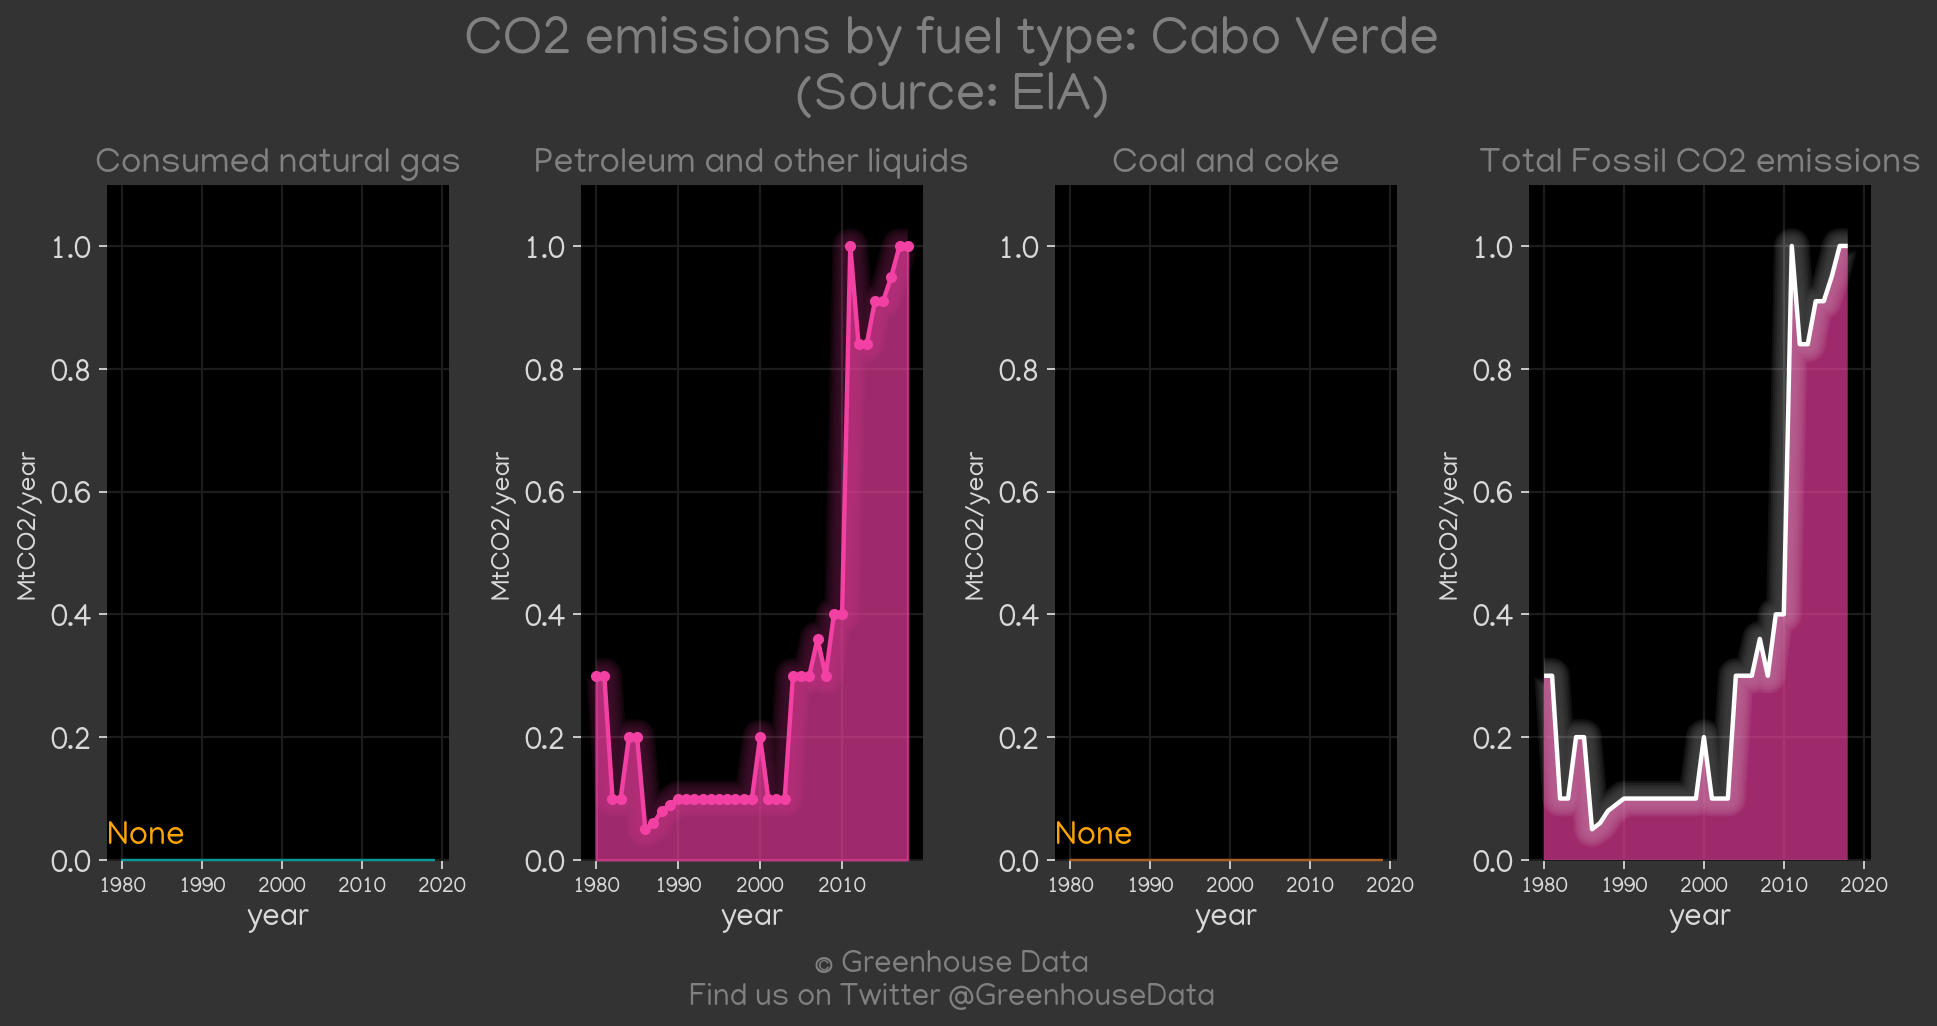 CO2 emissions by fuel type: Cabo Verde
(Source: EIA)
Consumed natural gas
MtCO2/year
1.0
0.8
0.6
0.4
0.2
0.0
None
1980 1990 2000 2010 2020
year
Petroleum and other liquids
MtCO2/year
1.0
0.8
0.6
0.4
0.2
0.0
1980 1990 2000 2010
year
Coal and coke
MtCO2/year
1.0
0.8
0.6
0.4
0.2
0.0
None
1980 1990 2000 2010 2020
year
Total Fossil CO2 emissions
MtCO2/year
1.0
0.8
0.6
0.4
0.2
0.0
1980 1990 2000 2010 2020
year
© Greenhouse Data
Find us on Twitter @GreenhouseData